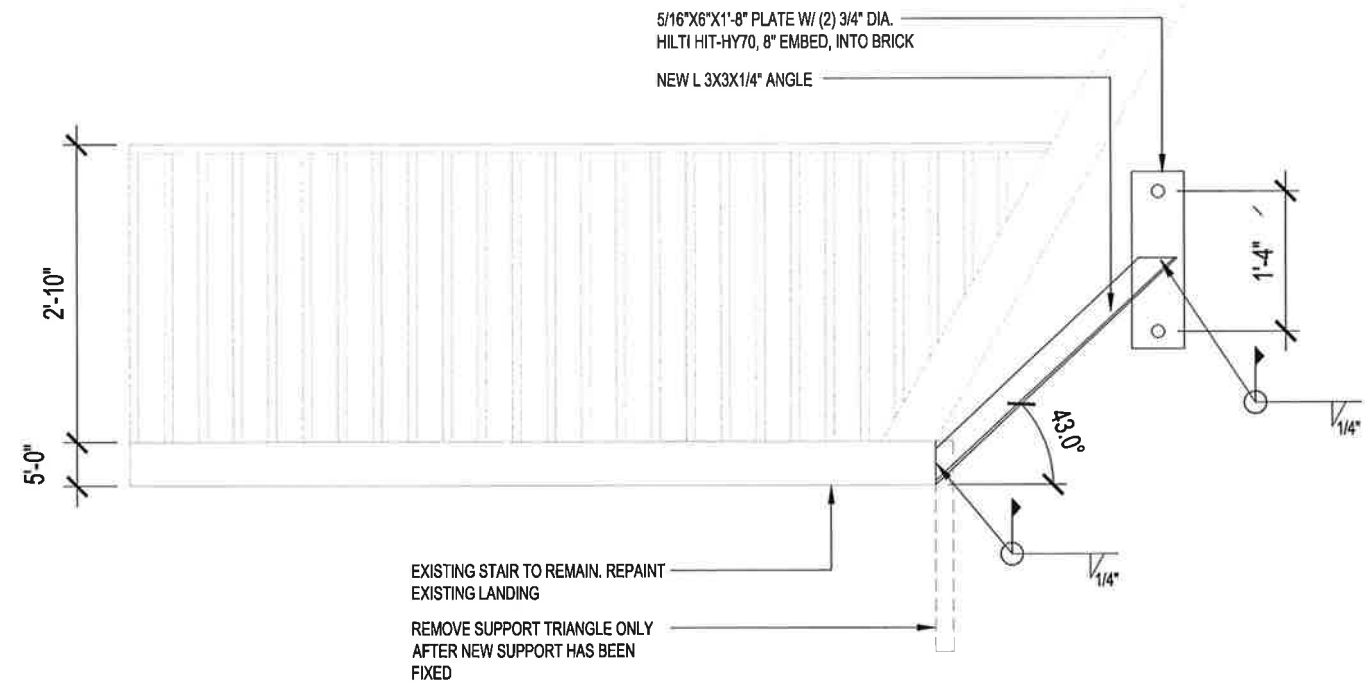 5/16"X6"X1'-8" PLATE W/ (2) 3/4" DIA.
HILTI HIT-HY70, 8" EMBED, INTO BRICK
NEW L 3X3X1/4" ANGLE
2'-10"
1'-4"
5'-0"
43.0°
1/4"
1/4"
EXISTING STAIR TO REMAIN. REPAINT
EXISTING LANDING
REMOVE SUPPORT TRIANGLE ONLY
AFTER NEW SUPPORT HAS BEEN
FIXED